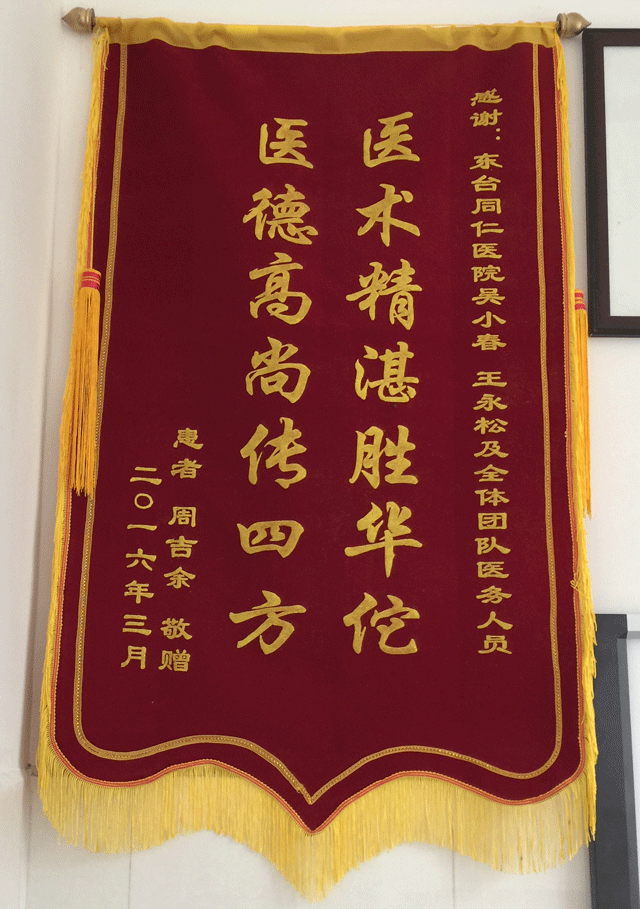 感谢：东台同仁医院吴小春 王永松及全体团队医务人员
医术精湛胜华佗
医德高尚传四方
患者 周吉余 敬赠
二〇一六年三月